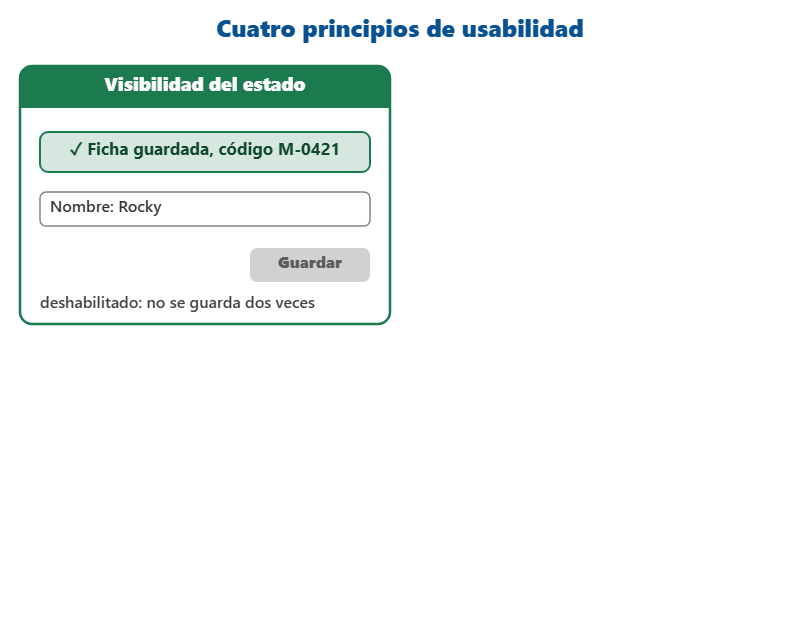 Cuatro principios de usabilidad
Visibilidad del estado
✓ Ficha guardada, código M-0421
Nombre: Rocky
Guardar
deshabilitado: no se guarda dos veces